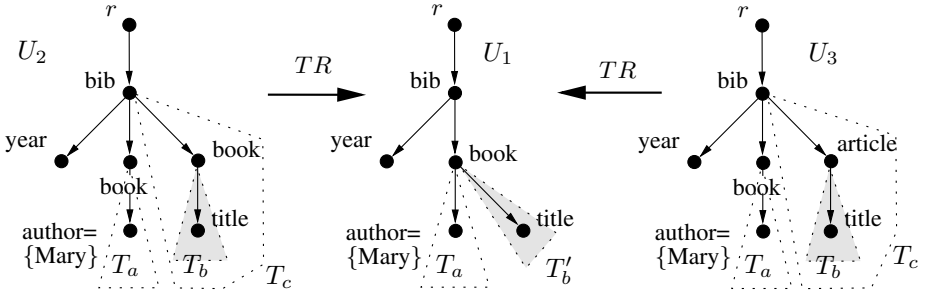 r
U2
bib
year
book
book
author=
{Mary}
title
Ta
Tb
Tc
TR
r
U1
bib
year
book
author=
{Mary}
title
Ta
T′b
TR
r
U3
bib
year
article
book
author=
{Mary}
title
Ta
Tb
Tc